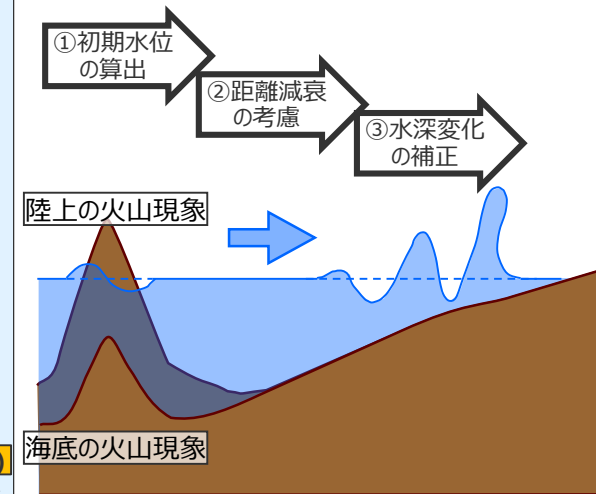 ①初期水位
の算出
②距離減衰
の考慮
③水深変化
の補正
陸上の火山現象
海底の火山現象
)